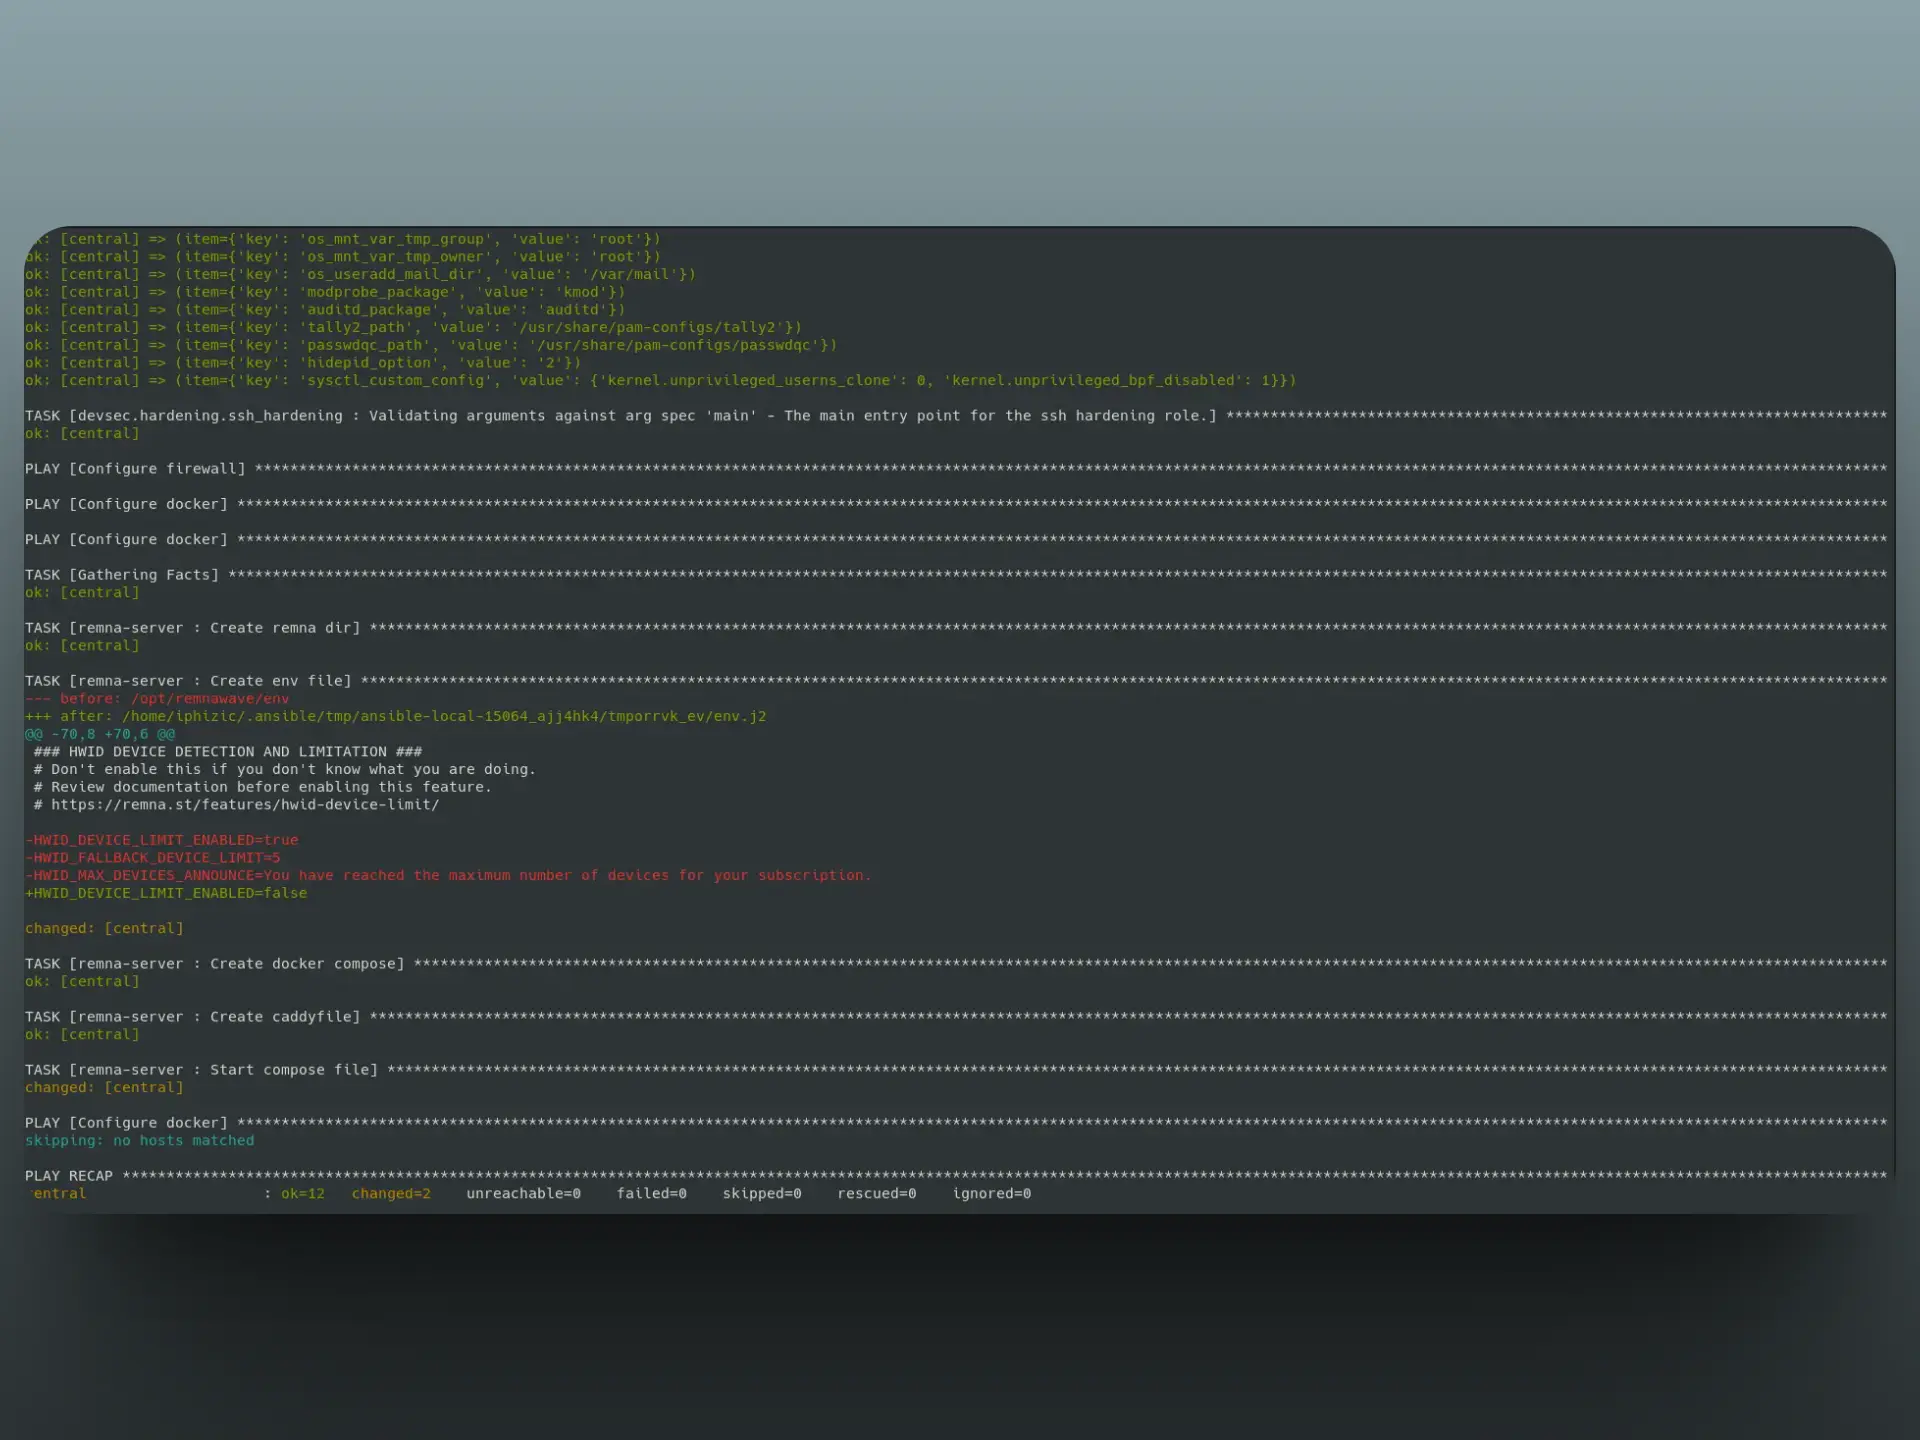 ok: [central] => (item={'key': 'os_mnt_var_tmp_group', 'value': 'root'})
ok: [central] => (item={'key': 'os_mnt_var_tmp_owner', 'value': 'root'})
ok: [central] => (item={'key': 'os_useradd_mail_dir', 'value': '/var/mail'})
ok: [central] => (item={'key': 'modprobe_package', 'value': 'kmod'})
ok: [central] => (item={'key': 'auditd_package', 'value': 'auditd'})
ok: [central] => (item={'key': 'tally2_path', 'value': '/usr/share/pam-configs/tally2'})
ok: [central] => (item={'key': 'passwdqc_path', 'value': '/usr/share/pam-configs/passwdqc'})
ok: [central] => (item={'key': 'hidepid_option', 'value': '2'})
ok: [central] => (item={'key': 'sysctl_custom_config', 'value': {'kernel.unprivileged_userns_clone': 0, 'kernel.unprivileged_bpf_disabled': 1}})
TASK [devsec.hardening.ssh_hardening : Validating arguments against arg spec 'main' - The main entry point for the ssh hardening role.] ***************************************************************************
ok: [central]
PLAY [Configure firewall] *****************************************************************************************************************************************************************************************
PLAY [Configure docker] *******************************************************************************************************************************************************************************************
PLAY [Configure docker] *******************************************************************************************************************************************************************************************
TASK [Gathering Facts] ********************************************************************************************************************************************************************************************
ok: [central]
TASK [remna-server : Create remna dir] ****************************************************************************************************************************************************************************
ok: [central]
TASK [remna-server : Create env file] *****************************************************************************************************************************************************************************
--- before: /opt/remnawave/env
+++ after: /home/iphizic/.ansible/tmp/ansible-local-15064_ajj4hk4/tmporrvk_ev/env.j2
@@ -70,8 +70,6 @@
### HWID DEVICE DETECTION AND LIMITATION ###
# Don't enable this if you don't know what you are doing.
# Review documentation before enabling this feature.
# https://remna.st/features/hwid-device-limit/
-HWID_DEVICE_LIMIT_ENABLED=true
-HWID_FALLBACK_DEVICE_LIMIT=5
-HWID_MAX_DEVICES_ANNOUNCE=You have reached the maximum number of devices for your subscription.
+HWID_DEVICE_LIMIT_ENABLED=false
changed: [central]
TASK [remna-server : Create docker compose] ***********************************************************************************************************************************************************************
ok: [central]
TASK [remna-server : Create caddyfile] ****************************************************************************************************************************************************************************
ok: [central]
TASK [remna-server : Start compose file] **************************************************************************************************************************************************************************
changed: [central]
PLAY [Configure docker] *******************************************************************************************************************************************************************************************
skipping: no hosts matched
PLAY RECAP ********************************************************************************************************************************************************************************************************
central : ok=12 changed=2 unreachable=0 failed=0 skipped=0 rescued=0 ignored=0